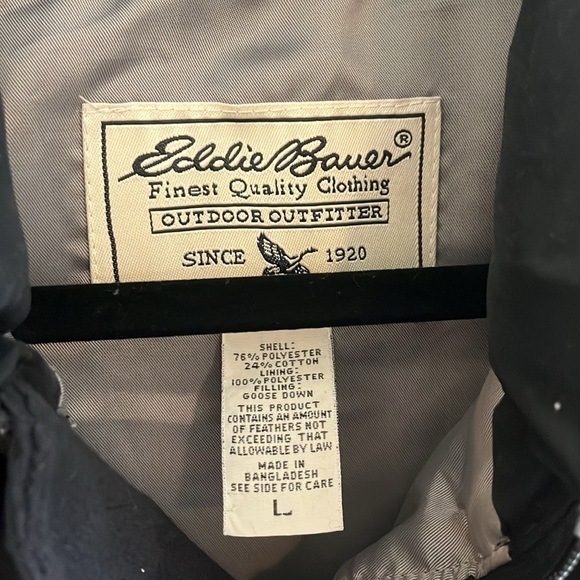 Eddie Bauer®
Finest Quality Clothing
OUTDOOR OUTFITTER
SINCE 1920
SHELL:
76% POLYESTER
24% COTTON
LINING:
100% POLYESTER
FILLING:
GOOSE DOWN
THIS PRODUCT
CONTAINS AN AMOUNT
OF FEATHERS NOT
EXCEEDING THAT
ALLOWABLE BY LAW
MADE IN
BANGLADESH
SEE SIDE FOR CARE
L